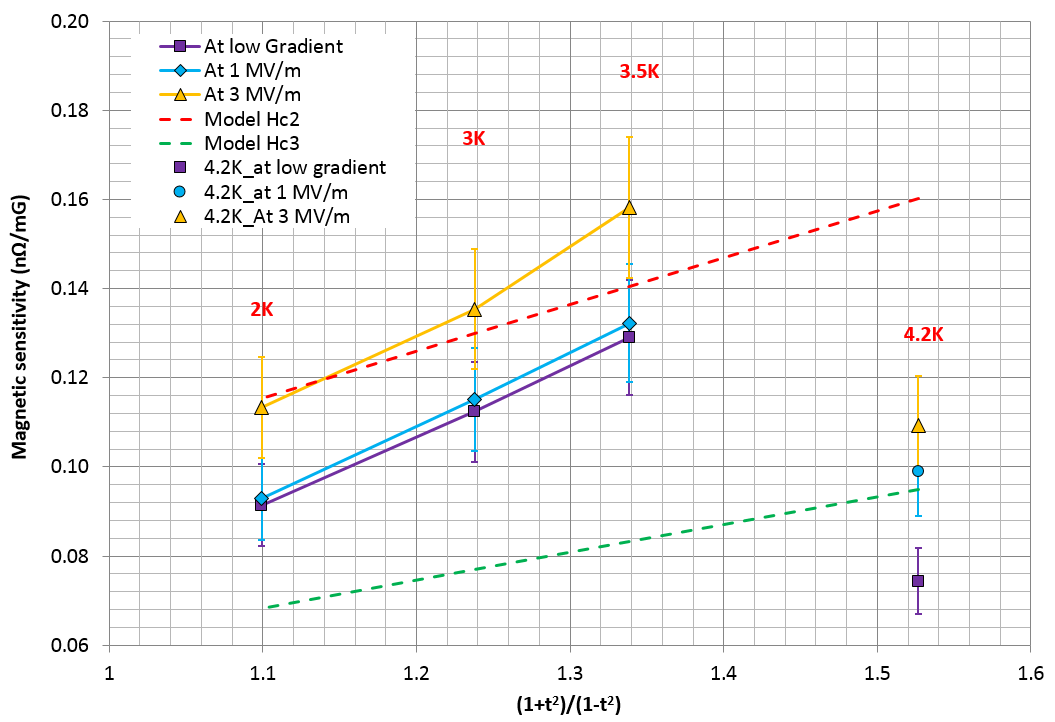 0.20
0.18
0.16
0.14
0.12
0.10
0.08
0.06
Magnetic sensitivity (nΩ/mG)
At low Gradient
At 1 MV/m
At 3 MV/m
Model Hc2
Model Hc3
4.2K_at low gradient
4.2K_at 1 MV/m
4.2K_At 3 MV/m
2K
3K
3.5K
4.2K
1 1.1 1.2 1.3 1.4 1.5 1.6
(1+t²)/(1-t²)